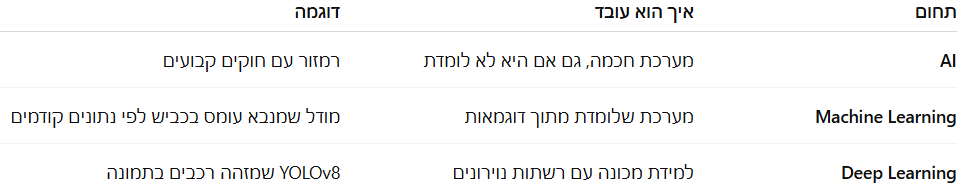 תחום איך הוא עובד דוגמה
AI מערכת חכמה, גם אם היא לא לומדת רמזור עם חוקים קבועים
Machine Learning מערכת שלומדת מתוך דוגמאות מודל שמנבא עומס בכביש לפי נתונים קודמים
Deep Learning למידת מכונה עם רשתות נוירונים YOLOv8 שמזהה רכבים בתמונה